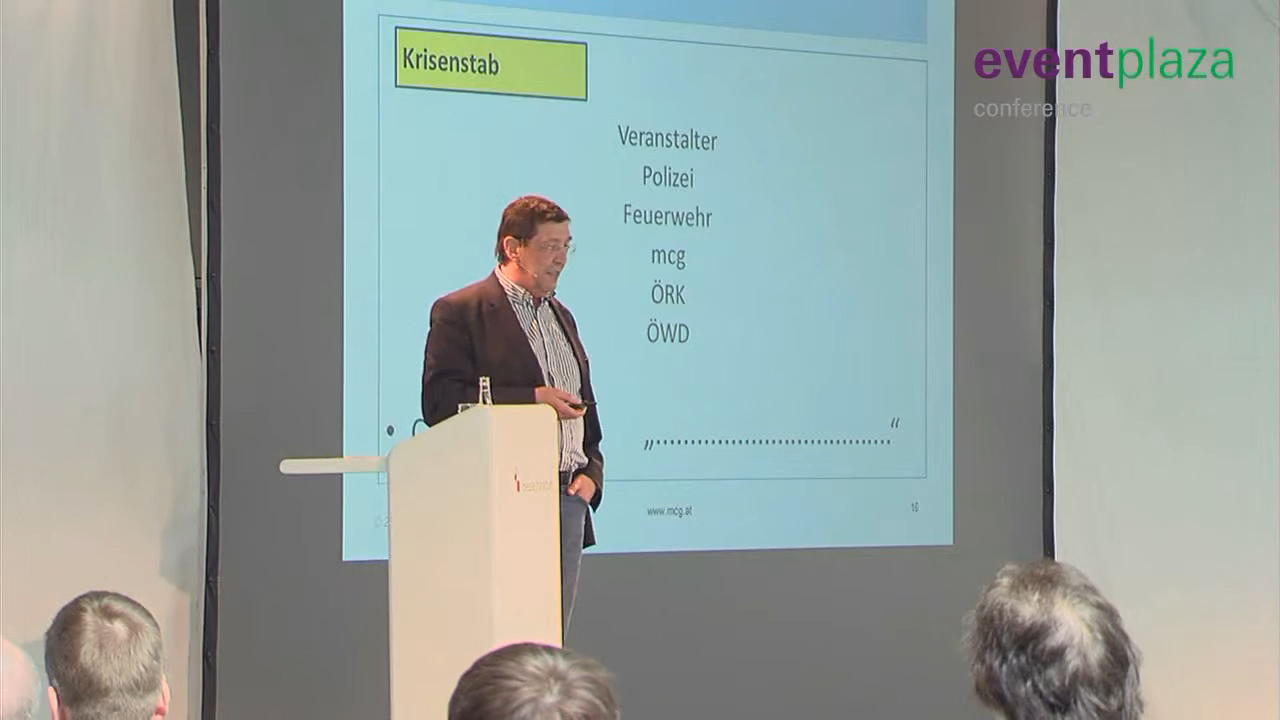 Krisenstab
eventplaza
conference
Veranstalter
Polizei
Feuerwehr
mcg
ÖRK
ÖWD
„..........................................“
www.mcg.at
16